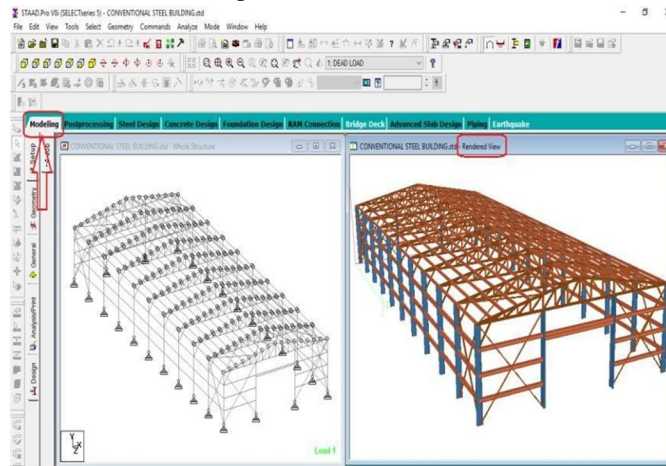 STAAD.Pro V8i (SELECTseries 5) - CONVENTIONAL STEEL BUILDING.std
File Edit View Tools Select Geometry Commands Analyze Mode Window Help
1: DEAD LOAD
Modeling Postprocessing Steel Design Concrete Design Foundation Design RAM Connection Bridge Deck Advanced Slab Design Piping Earthquake
CONVENTIONAL STEEL BUILDING.std - Whole Structure
CONVENTIONAL STEEL BUILDING.std - Rendered View
Setup
Job
Geometry
General
Analysis/Print
Design
Y
X
Z
Load 1